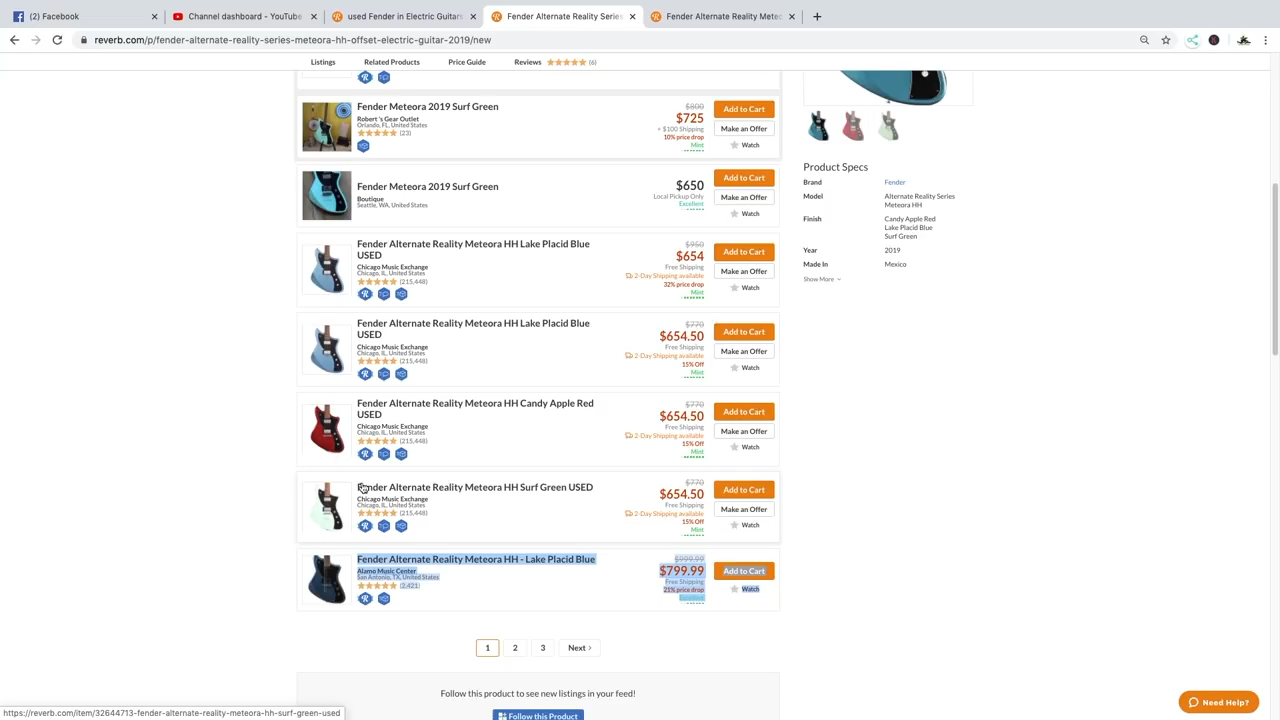 (2) Facebook
Channel dashboard - YouTube
used Fender in Electric Guitars
Fender Alternate Reality Series
Fender Alternate Reality Meteo
reverb.com/p/fender-alternate-reality-series-meteora-hh-offset-electric-guitar-2019/new
Listings
Related Products
Price Guide
Reviews
(6)
Fender Meteora 2019 Surf Green
Robert 's Gear Outlet
Orlando, FL, United States
(23)
$800
$725
+ $100 Shipping
10% price drop
Mint
Add to Cart
Make an Offer
Watch
Fender Meteora 2019 Surf Green
Boutique
Seattle, WA, United States
$650
Local Pickup Only
Excellent
Add to Cart
Make an Offer
Watch
Fender Alternate Reality Meteora HH Lake Placid Blue
USED
Chicago Music Exchange
Chicago, IL, United States
(215,448)
$950
$654
Free Shipping
2-Day Shipping available
32% price drop
Mint
Add to Cart
Make an Offer
Watch
Fender Alternate Reality Meteora HH Lake Placid Blue
USED
Chicago Music Exchange
Chicago, IL, United States
(215,448)
$770
$654.50
Free Shipping
2-Day Shipping available
15% Off
Mint
Add to Cart
Make an Offer
Watch
Fender Alternate Reality Meteora HH Candy Apple Red
USED
Chicago Music Exchange
Chicago, IL, United States
(215,448)
$770
$654.50
Free Shipping
2-Day Shipping available
15% Off
Mint
Add to Cart
Make an Offer
Watch
Fender Alternate Reality Meteora HH Surf Green USED
Chicago Music Exchange
Chicago, IL, United States
(215,448)
$770
$654.50
Free Shipping
2-Day Shipping available
15% Off
Mint
Add to Cart
Make an Offer
Watch
Fender Alternate Reality Meteora HH - Lake Placid Blue
Alamo Music Center
San Antonio, TX, United States
(2,421)
$999.99
$799.99
Free Shipping
21% price drop
Add to Cart
Watch
1 2 3 Next
Follow this product to see new listings in your feed!
Follow this Product
Product Specs
Brand
Fender
Model
Alternate Reality Series
Meteora HH
Finish
Candy Apple Red
Lake Placid Blue
Surf Green
Year
2019
Made In
Mexico
Show More
https://reverb.com/item/32644713-fender-alternate-reality-meteora-hh-surf-green-used
Need Help?